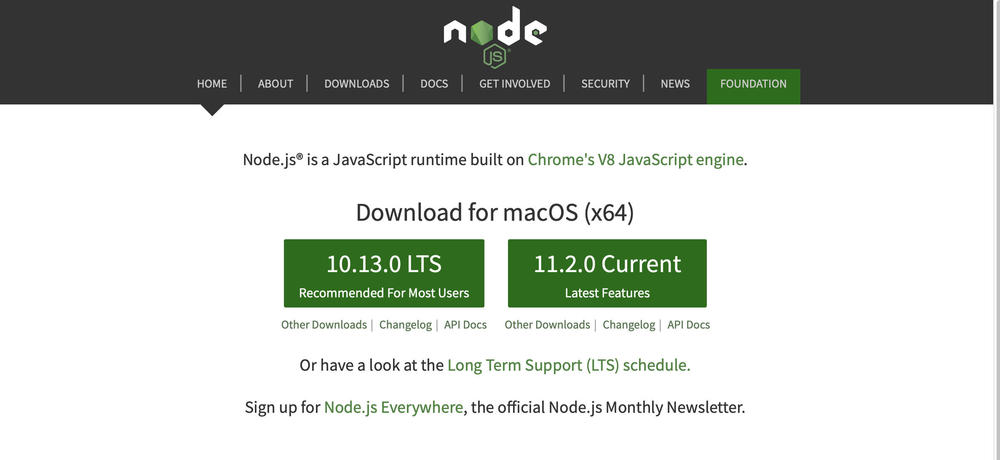 node
JS
HOME | ABOUT | DOWNLOADS | DOCS | GET INVOLVED | SECURITY | NEWS | FOUNDATION
Node.js® is a JavaScript runtime built on Chrome's V8 JavaScript engine.
Download for macOS (x64)
10.13.0 LTS
Recommended For Most Users
11.2.0 Current
Latest Features
Other Downloads | Changelog | API Docs
Other Downloads | Changelog | API Docs
Or have a look at the Long Term Support (LTS) schedule.
Sign up for Node.js Everywhere, the official Node.js Monthly Newsletter.